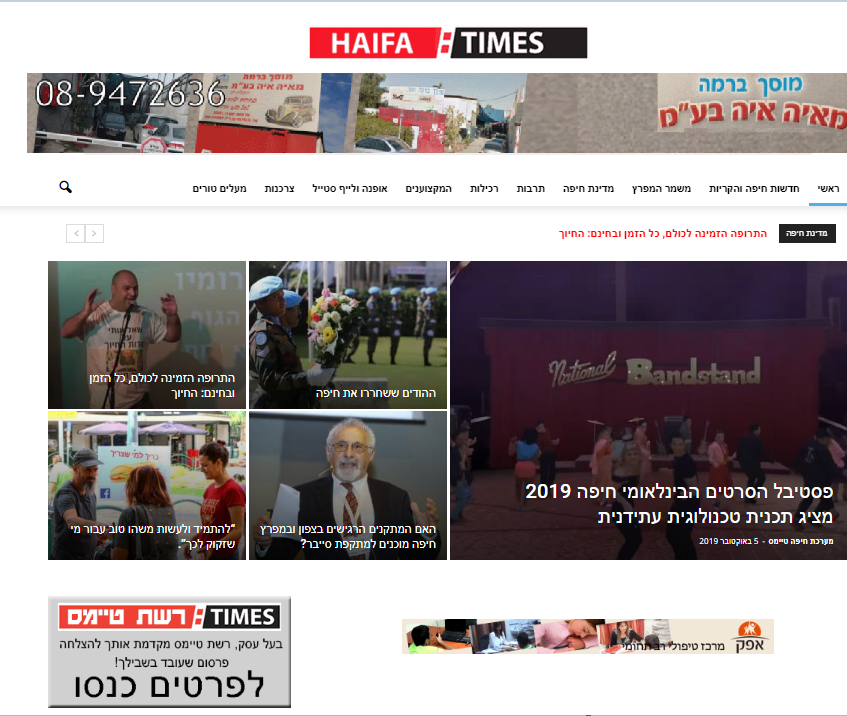 HAIFA :TIMES
08-9472636
מוסך ברמה
מאיה איה בע"מ
ראשי
חדשות חיפה והקריות
משמר המפרץ
מדינת חיפה
תרבות
רכילות
המקצוענים
אופנה ולייף סטייל
צרכנות
מעלים טורים
מדינת חיפה
התרופה הזמינה לכולם, כל הזמן ובחינם: החיוך
National Bandstand
פסטיבל הסרטים הבינלאומי חיפה 2019
מציג תכנית טכנולוגית עתידנית
מערכת חיפה טיימס - 5 באוקטובר 2019
ההודים ששחררו את חיפה
התרופה הזמינה לכולם, כל הזמן
ובחינם: החיוך
האם המתקנים הרגישים בצפון ובמפרץ
חיפה מוכנים למתקפת סייבר?
"להתמיד ולעשות משהו טוב עבור מי
שזקוק לכך".
אפק
מרכז טיפולי רב תחומי
רשת טיימס :TIMES
בעל עסק, רשת טיימס מקדמת אותך להצלחה
פרסום שעובד בשבילך!
לפרטים כנסו